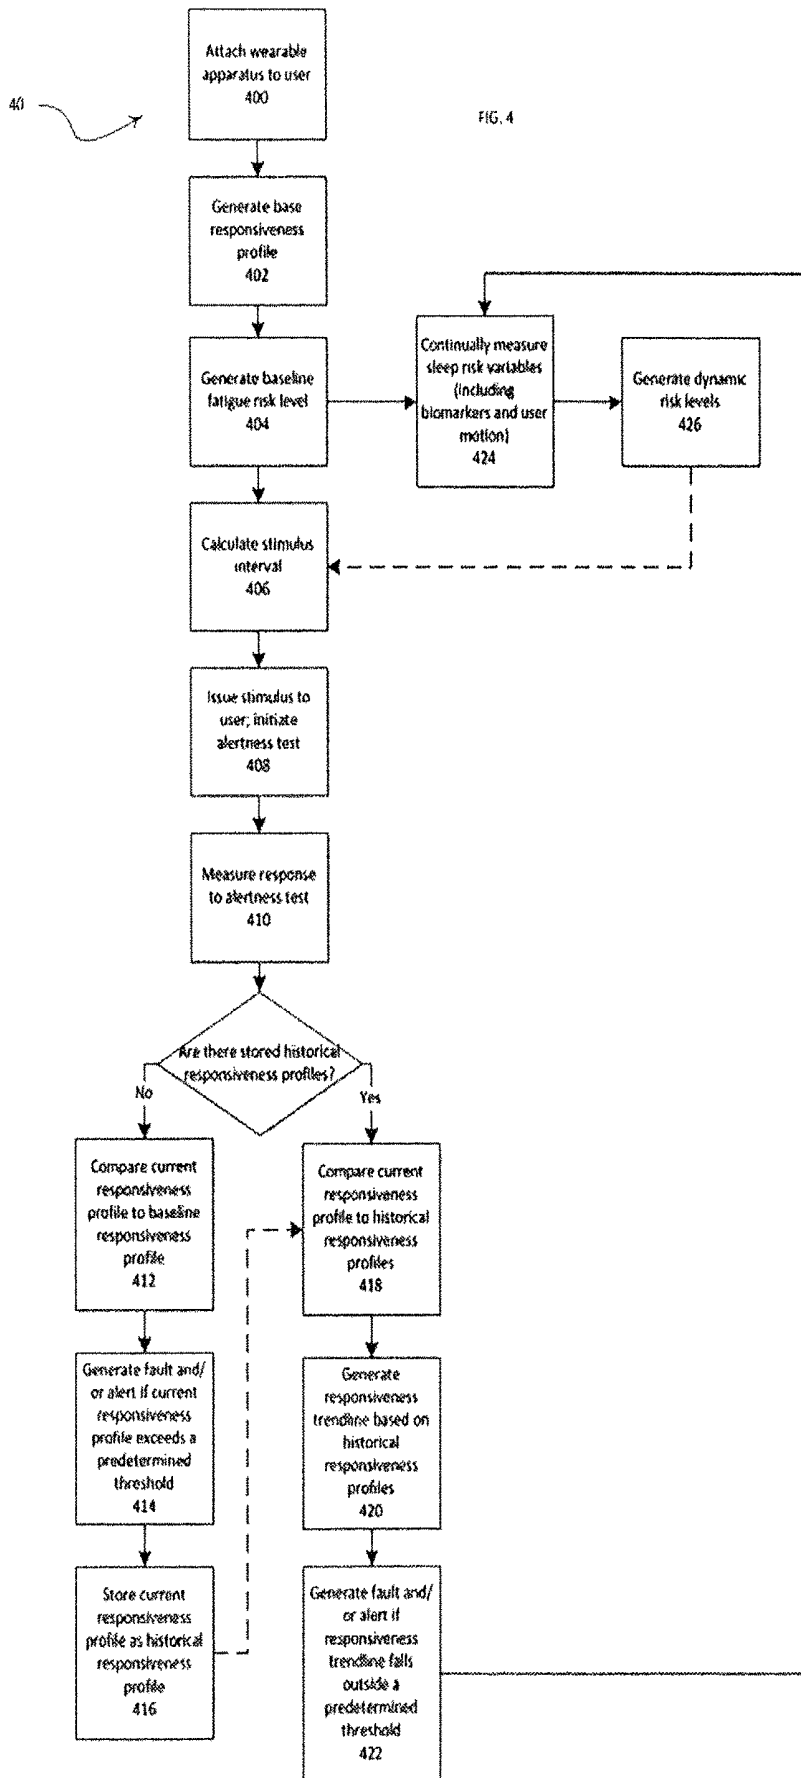 Attach wearable
apparatus to user
400
40
FIG. 4
Generate base
responsiveness
profile
402
Generate baseline
fatigue risk level
404
Continually measure
sleep risk variables
(including
biomarkers and user
motion)
424
Generate dynamic
risk levels
426
Calculate stimulus
interval
406
Issue stimulus to
user; initiate
alertness test
408
Measure response
to alertness test
410
Are there stored historical
responsiveness profiles?
No
Yes
Compare current
responsiveness
profile to baseline
responsiveness
profile
412
Compare current
responsiveness
profile to historical
responsiveness
profiles
418
Generate fault and/
or alert if current
responsiveness
profile exceeds a
predetermined
threshold
414
Generate
responsiveness
trendline based on
historical
responsiveness
profiles
420
Store current
responsiveness
profile as historical
responsiveness
profile
416
Generate fault and/
or alert if
responsiveness
trendline falls
outside a
predetermined
threshold
422